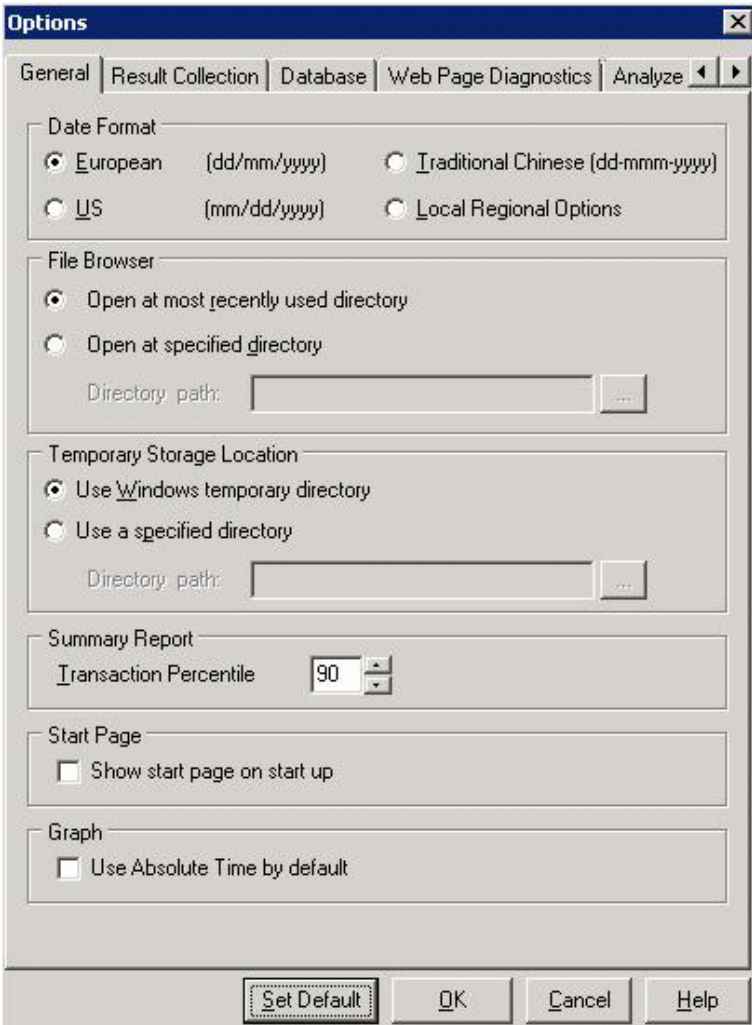 Options
General Result Collection Database Web Page Diagnostics Analyze
Date Format
European (dd/mm/yyyy) Traditional Chinese (dd-mmm-yyyy)
US (mm/dd/yyyy) Local Regional Options
File Browser
Open at most recently used directory
Open at specified directory
Directory path: ...
Temporary Storage Location
Use Windows temporary directory
Use a specified directory
Directory path: ...
Summary Report
Transaction Percentile 90
Start Page
Show start page on start up
Graph
Use Absolute Time by default
Set Default OK Cancel Help